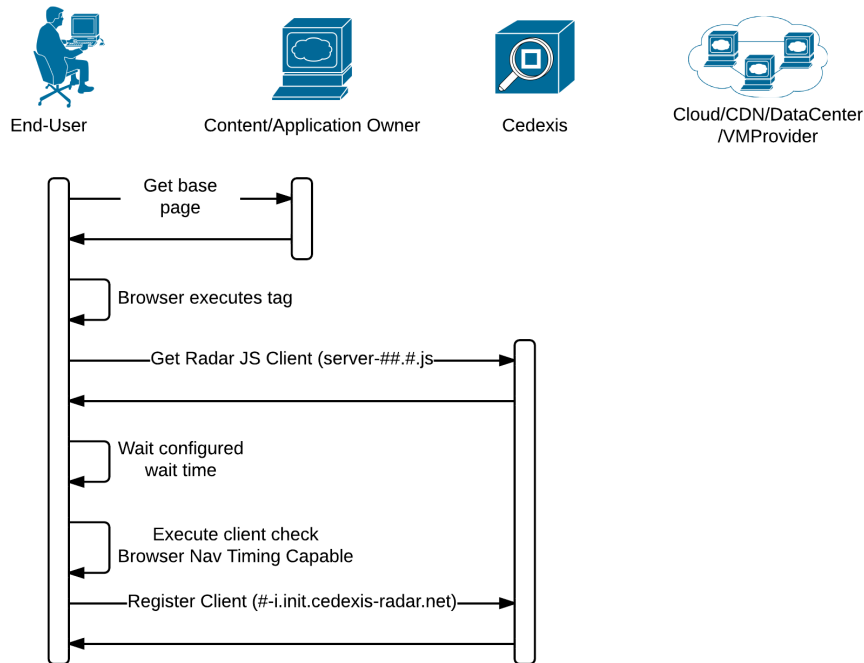 End-User
Content/Application Owner
Cedexis
Cloud/CDN/DataCenter
/VMProvider
Get base
page
Browser executes tag
Get Radar JS Client (server-##.#.js
Wait configured
wait time
Execute client check
Browser Nav Timing Capable
Register Client (#-i.init.cedexis-radar.net)